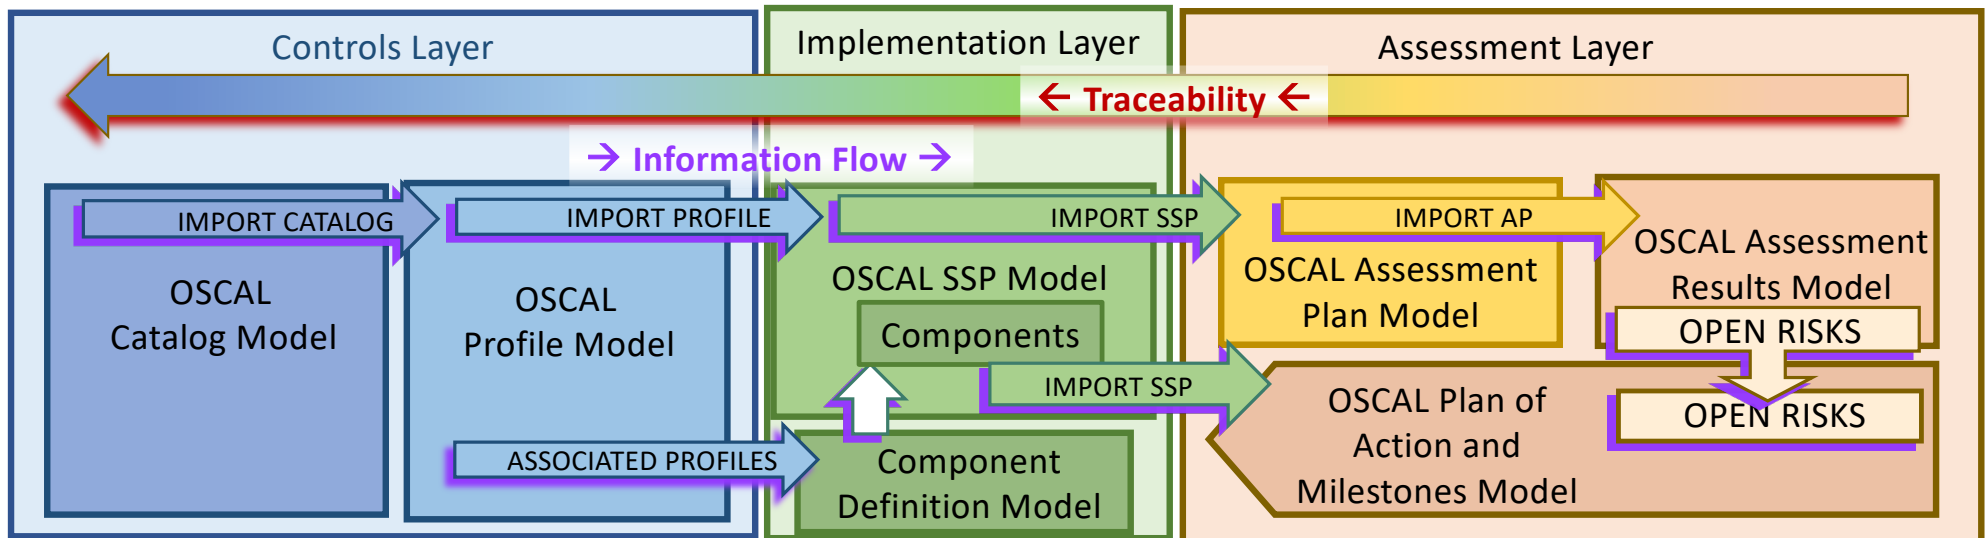 Controls Layer
Implementation Layer
Assessment Layer
← Traceability ←
→ Information Flow →
IMPORT CATALOG
IMPORT PROFILE
IMPORT SSP
IMPORT AP
OSCAL
Catalog Model
OSCAL
Profile Model
OSCAL SSP Model
Components
OSCAL Assessment
Plan Model
OSCAL Assessment
Results Model
OPEN RISKS
IMPORT SSP
ASSOCIATED PROFILES
Component
Definition Model
OSCAL Plan of
Action and
Milestones Model
OPEN RISKS